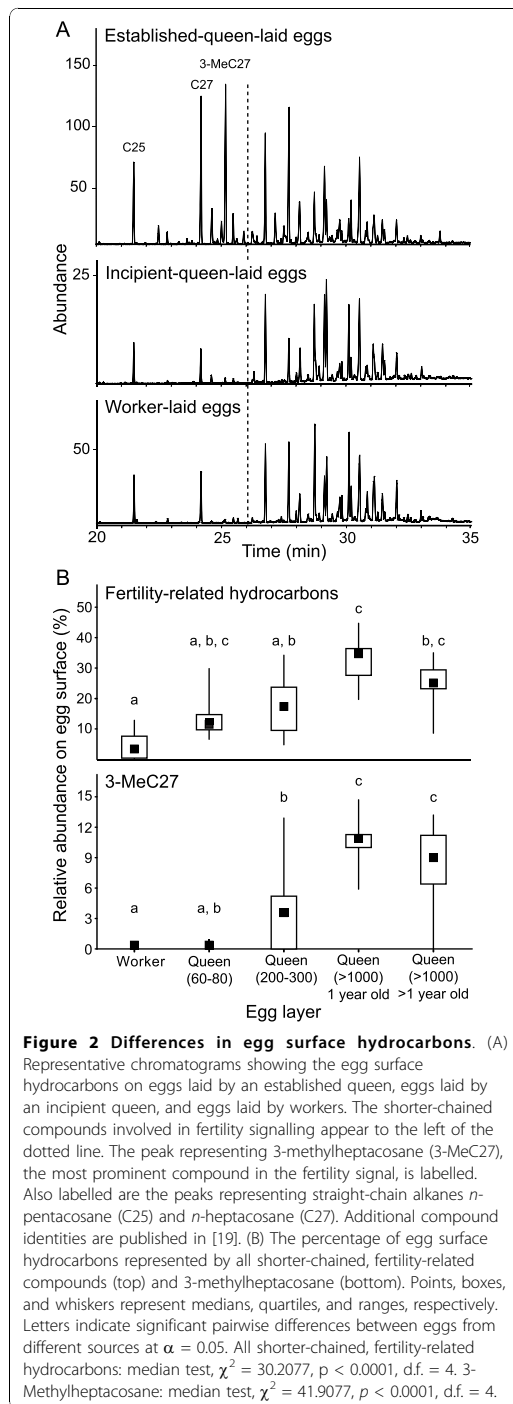 A
Established-queen-laid eggs
150
3-MeC27
C27
100
C25
50
Abundance
25
Incipient-queen-laid eggs
Worker-laid eggs
50
20 25 30 35
Time (min)
B
Fertility-related hydrocarbons
50
40
30
20
10
a
a, b, c
a, b
c
b, c
Relative abundance on egg surface (%)
3-MeC27
15
12
9
6
3
0
a
a, b
b
c
c
Worker Queen Queen Queen Queen
(60-80) (200-300) (>1000) (>1000)
1 year old >1 year old
Egg layer
Figure 2 Differences in egg surface hydrocarbons. (A)
Representative chromatograms showing the egg surface
hydrocarbons on eggs laid by an established queen, eggs laid by
an incipient queen, and eggs laid by workers. The shorter-chained
compounds involved in fertility signalling appear to the left of the
dotted line. The peak representing 3-methylheptacosane (3-MeC27),
the most prominent compound in the fertility signal, is labelled.
Also labelled are the peaks representing straight-chain alkanes n-
pentacosane (C25) and n-heptacosane (C27). Additional compound
identities are published in [19]. (B) The percentage of egg surface
hydrocarbons represented by all shorter-chained, fertility-related
compounds (top) and 3-methylheptacosane (bottom). Points, boxes,
and whiskers represent medians, quartiles, and ranges, respectively.
Letters indicate significant pairwise differences between eggs from
different sources at α = 0.05. All shorter-chained, fertility-related
hydrocarbons: median test, χ² = 30.2077, p < 0.0001, d.f. = 4. 3-
Methylheptacosane: median test, χ² = 41.9077, p < 0.0001, d.f. = 4.